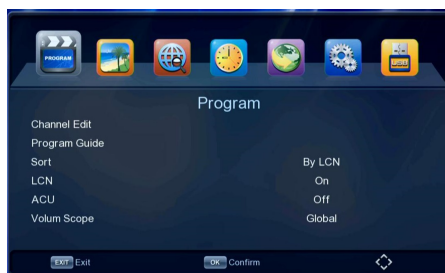 PROGRAM
USB
Program
Channel Edit
Program Guide
Sort By LCN
LCN On
ACU Off
Volum Scope Global
EXIT Exit OK Confirm